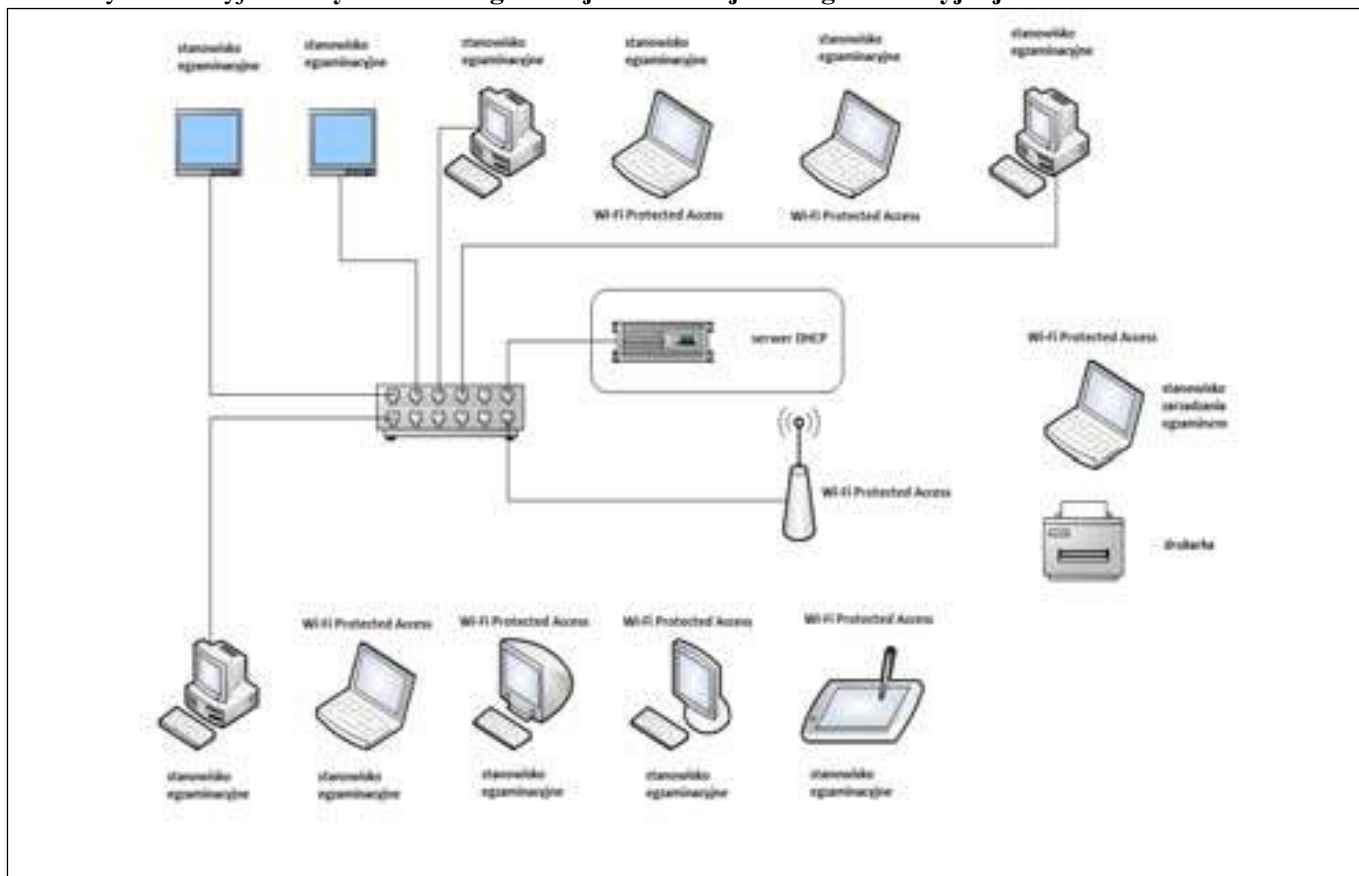 stanowisko
egzaminacyjne
stanowisko
egzaminacyjne
stanowisko
egzaminacyjne
stanowisko
egzaminacyjne
stanowisko
egzaminacyjne
stanowisko
egzaminacyjne
Wi-Fi Protected Access
Wi-Fi Protected Access
serwer DHCP
Wi-Fi Protected Access
stanowisko
zarządzania
egzaminem
Wi-Fi Protected Access
drukarka
Wi-Fi Protected Access
Wi-Fi Protected Access
Wi-Fi Protected Access
Wi-Fi Protected Access
stanowisko
egzaminacyjne
stanowisko
egzaminacyjne
stanowisko
egzaminacyjne
stanowisko
egzaminacyjne
stanowisko
egzaminacyjne